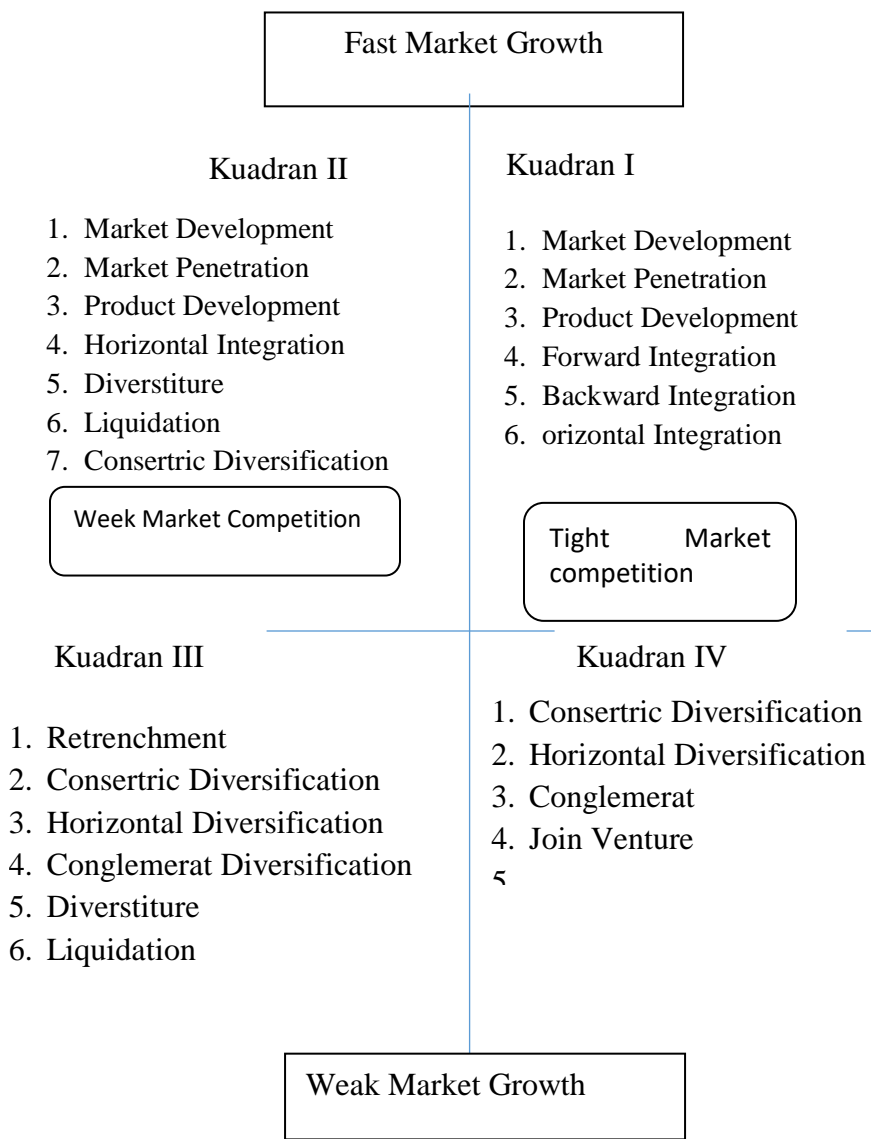 Fast Market Growth
Kuadran II
1. Market Development
2. Market Penetration
3. Product Development
4. Horizontal Integration
5. Diverstiture
6. Liquidation
7. Consertric Diversification
Week Market Competition
Kuadran I
1. Market Development
2. Market Penetration
3. Product Development
4. Forward Integration
5. Backward Integration
6. orizontal Integration
Tight Market
competition
Kuadran III
1. Retrenchment
2. Consertric Diversification
3. Horizontal Diversification
4. Conglemerat Diversification
5. Diverstiture
6. Liquidation
Kuadran IV
1. Consertric Diversification
2. Horizontal Diversification
3. Conglemerat
4. Join Venture
Weak Market Growth